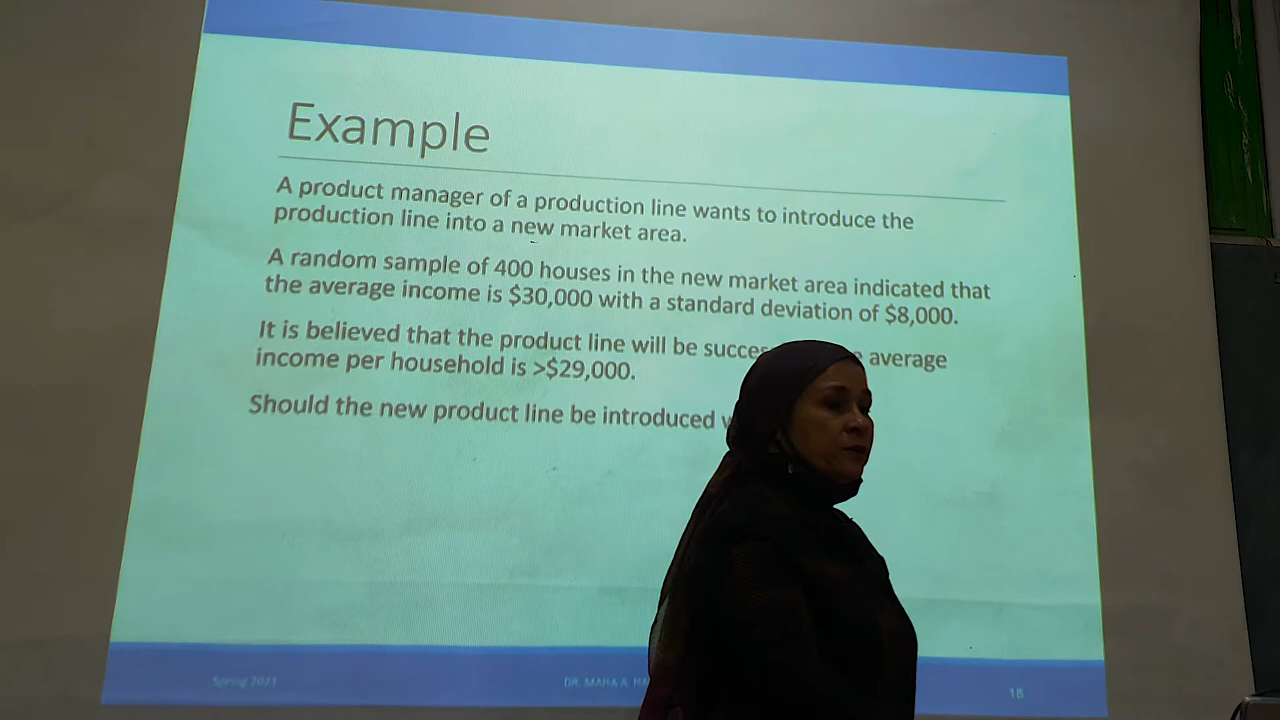 Example
A product manager of a production line wants to introduce the
production line into a new market area.
A random sample of 400 houses in the new market area indicated that
the average income is $30,000 with a standard deviation of $8,000.
It is believed that the product line will be succes average
income per household is >$29,000.
Should the new product line be introduced
Spring 2021
DR. MAHA A. HA
18